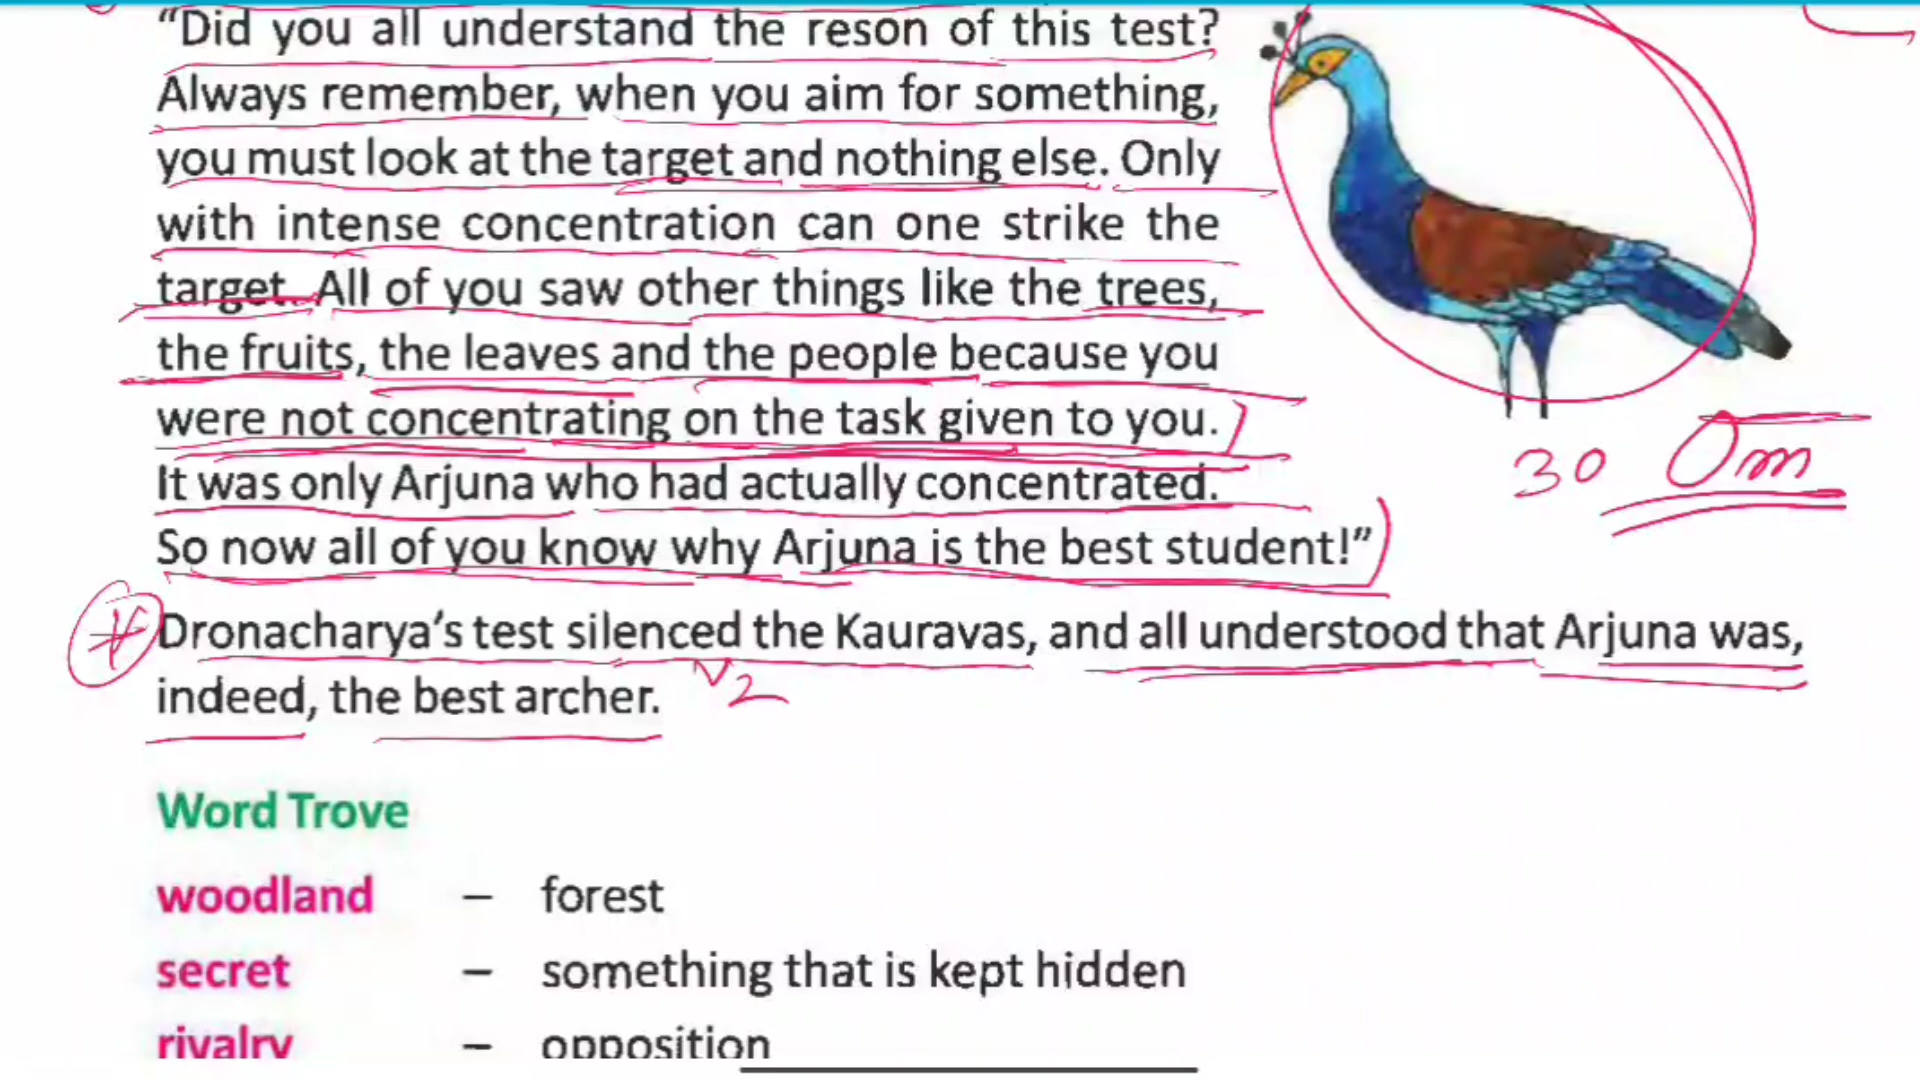 “Did you all understand the reson of this test?
Always remember, when you aim for something,
you must look at the target and nothing else. Only
with intense concentration can one strike the
target. All of you saw other things like the trees,
the fruits, the leaves and the people because you
were not concentrating on the task given to you.
It was only Arjuna who had actually concentrated.
So now all of you know why Arjuna is the best student!”
30 Om
Dronacharya’s test silenced the Kauravas, and all understood that Arjuna was,
indeed, the best archer.
V2
Word Trove
woodland – forest
secret – something that is kept hidden
rivalry – opposition